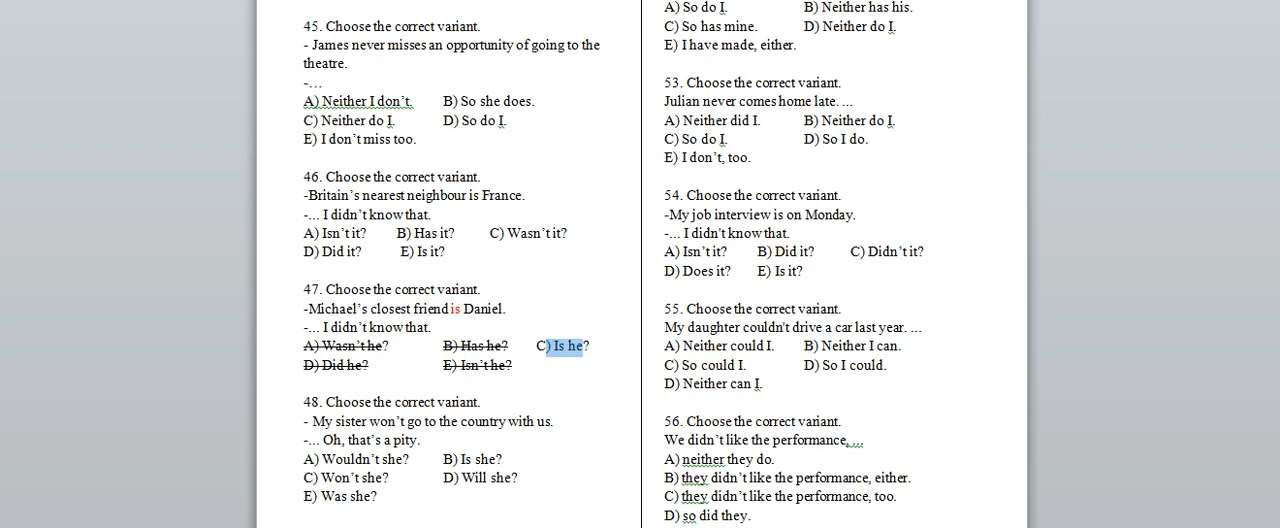 45. Choose the correct variant.
- James never misses an opportunity of going to the
theatre.
-…
A) Neither I don't. B) So she does.
C) Neither do I. D) So do I.
E) I don't miss too.
46. Choose the correct variant.
-Britain's nearest neighbour is France.
-... I didn't know that.
A) Isn't it? B) Has it? C) Wasn't it?
D) Did it? E) Is it?
47. Choose the correct variant.
-Michael's closest friend is Daniel.
-... I didn't know that.
A) Wasn't he? B) Has he? C) Is he?
D) Did he? E) Isn't he?
48. Choose the correct variant.
- My sister won't go to the country with us.
-... Oh, that's a pity.
A) Wouldn't she? B) Is she?
C) Won't she? D) Will she?
E) Was she?
A) So do I. B) Neither has his.
C) So has mine. D) Neither do I.
E) I have made, either.
53. Choose the correct variant.
Julian never comes home late. ...
A) Neither did I. B) Neither do I.
C) So do I. D) So I do.
E) I don't, too.
54. Choose the correct variant.
-My job interview is on Monday.
-... I didn't know that.
A) Isn't it? B) Did it? C) Didn't it?
D) Does it? E) Is it?
55. Choose the correct variant.
My daughter couldn't drive a car last year. ...
A) Neither could I. B) Neither I can.
C) So could I. D) So I could.
D) Neither can I.
56. Choose the correct variant.
We didn't like the performance, ...
A) neither they do.
B) they didn't like the performance, either.
C) they didn't like the performance, too.
D) so did they.